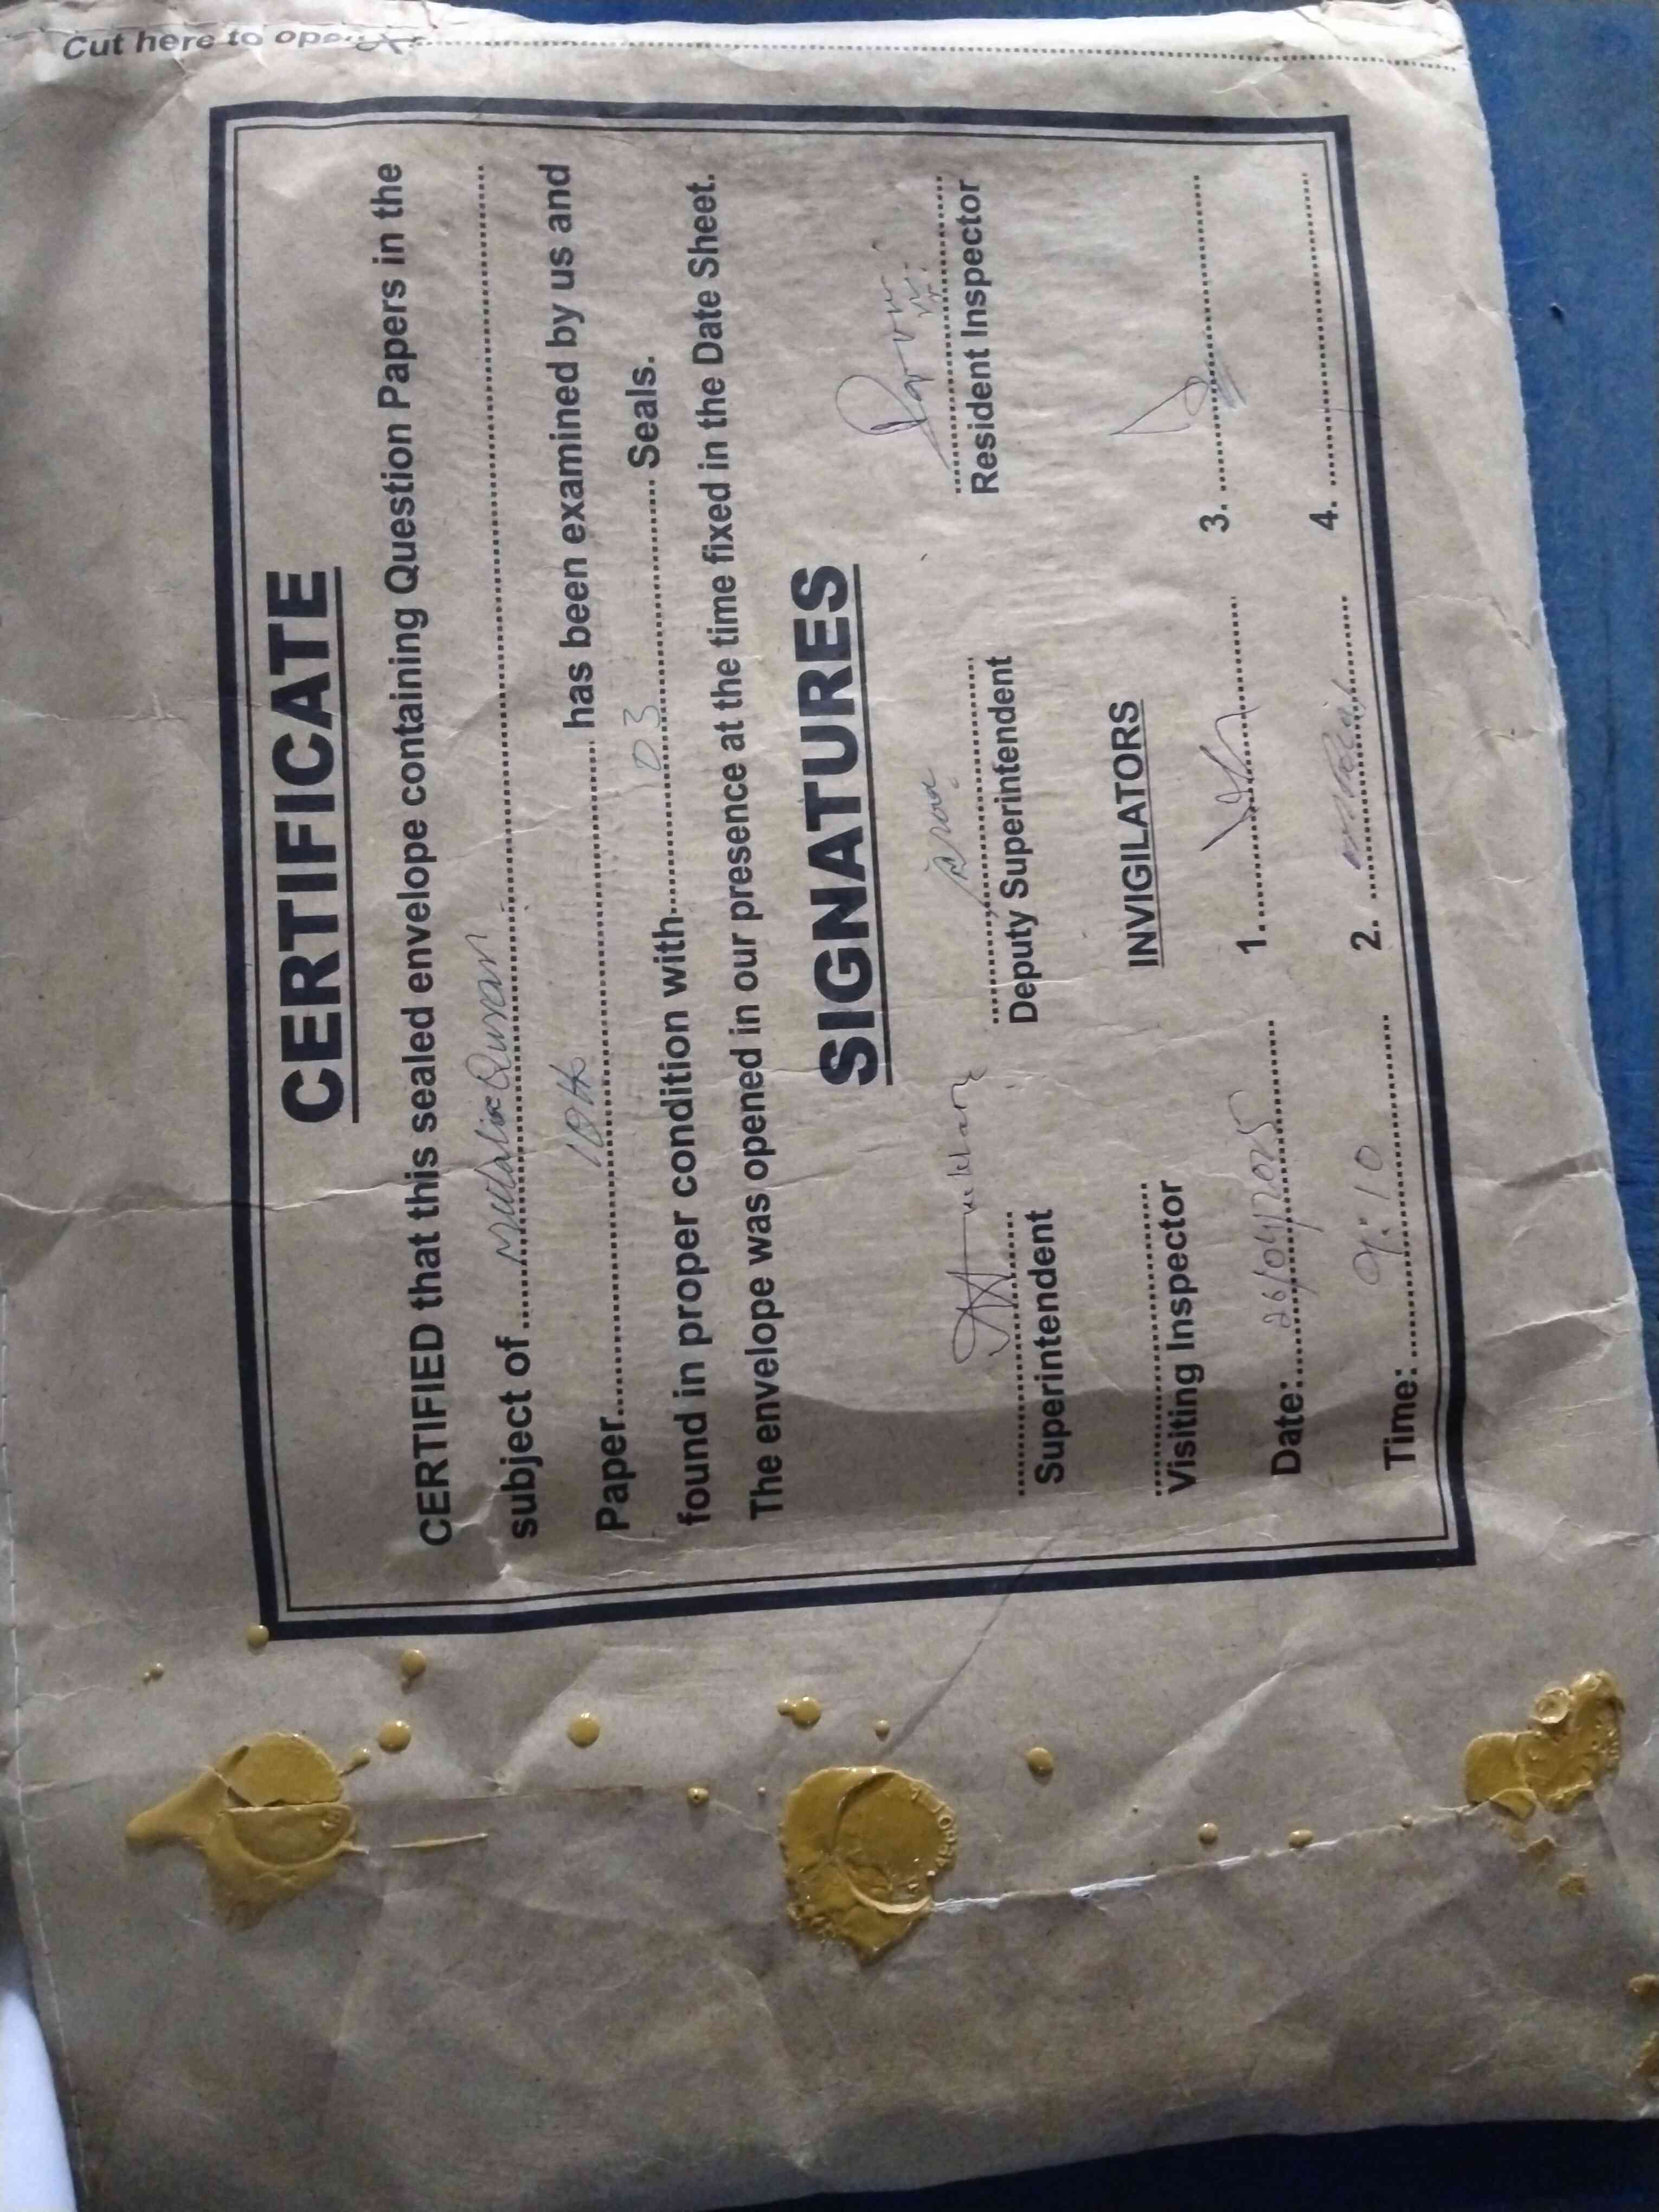 Cut here to open
CERTIFICATE
CERTIFIED that this sealed envelope containing Question Papers in the
subject of Mutalia Quran
Paper 10th has been examined by us and
found in proper condition with 03 Seals.
The envelope was opened in our presence at the time fixed in the Date Sheet.
SIGNATURES
Superintendent
Deputy Superintendent
Resident Inspector
Visiting Inspector
INVIGILATORS
Date: 26/04/2025
1.
3.
Time: 9:10
2.
4.